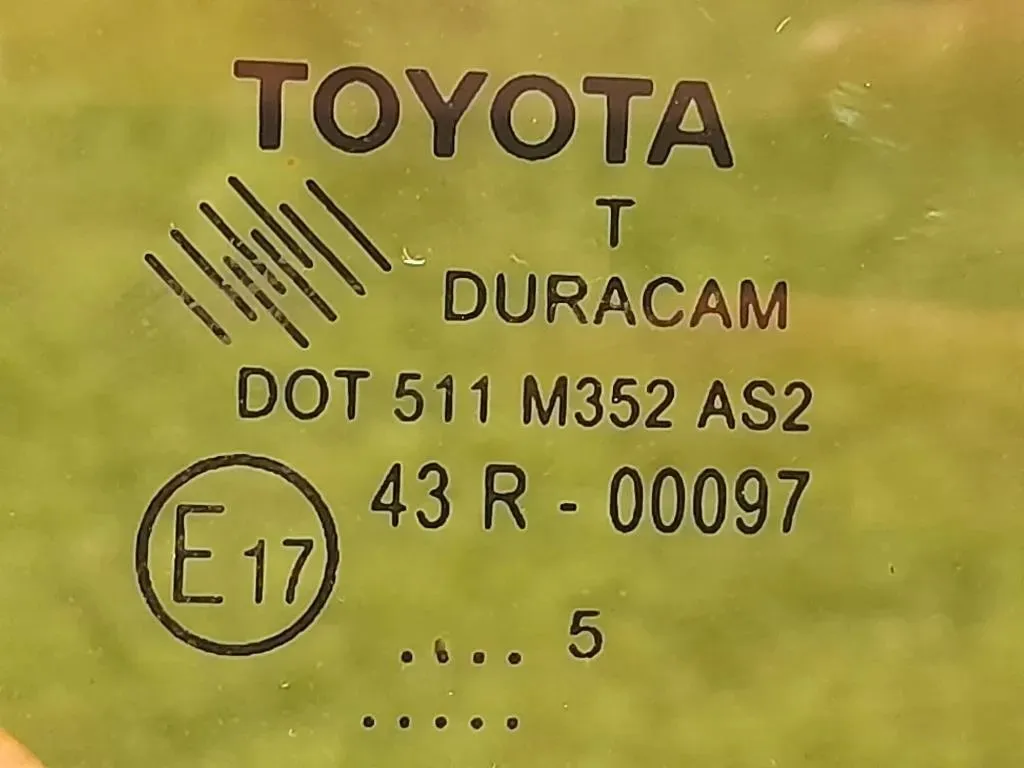 TOYOTA
T
DURACAM
DOT 511 M352 AS2
43 R - 00097
E 17
.... 5
.....